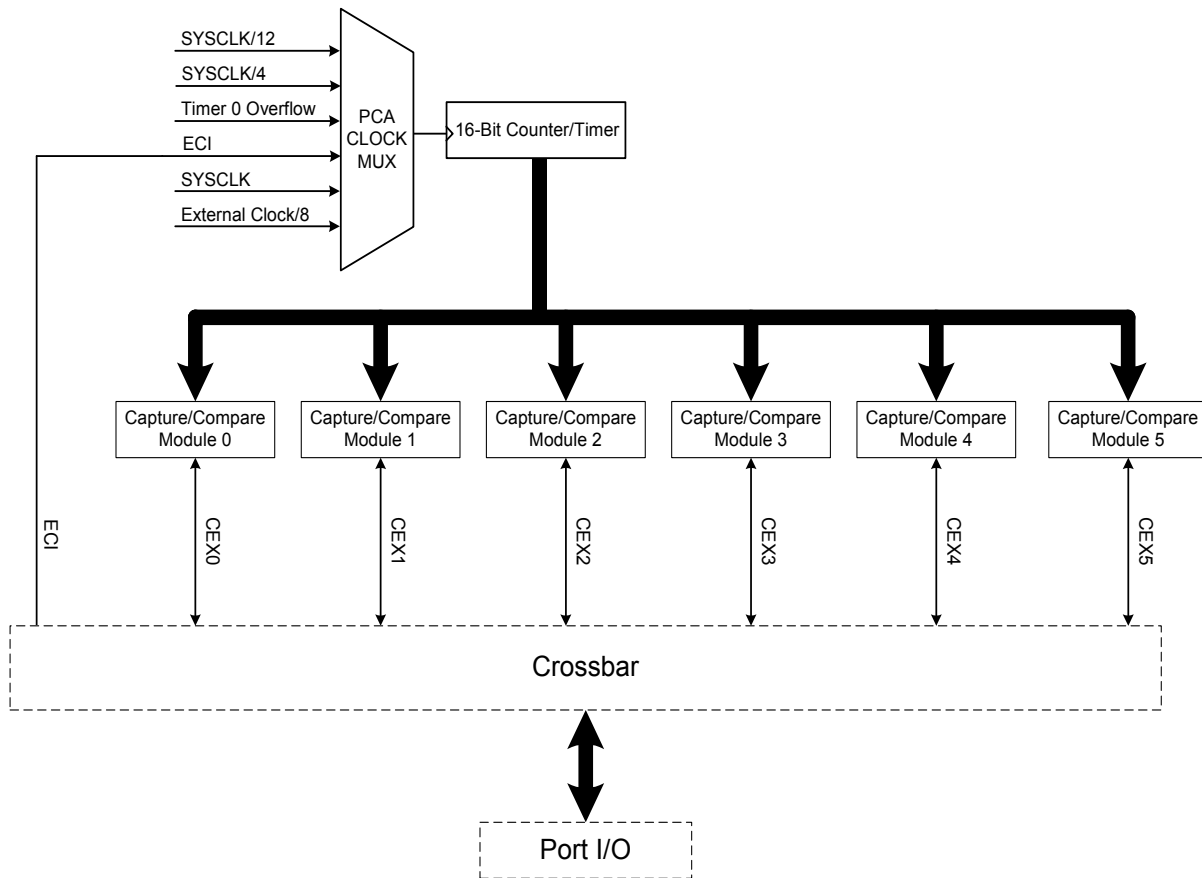 SYSCLK/12
SYSCLK/4
Timer 0 Overflow
ECI
SYSCLK
External Clock/8
PCA
CLOCK
MUX
16-Bit Counter/Timer
Capture/Compare
Module 0
Capture/Compare
Module 1
Capture/Compare
Module 2
Capture/Compare
Module 3
Capture/Compare
Module 4
Capture/Compare
Module 5
ECI
CEX0
CEX1
CEX2
CEX3
CEX4
CEX5
Crossbar
Port I/O